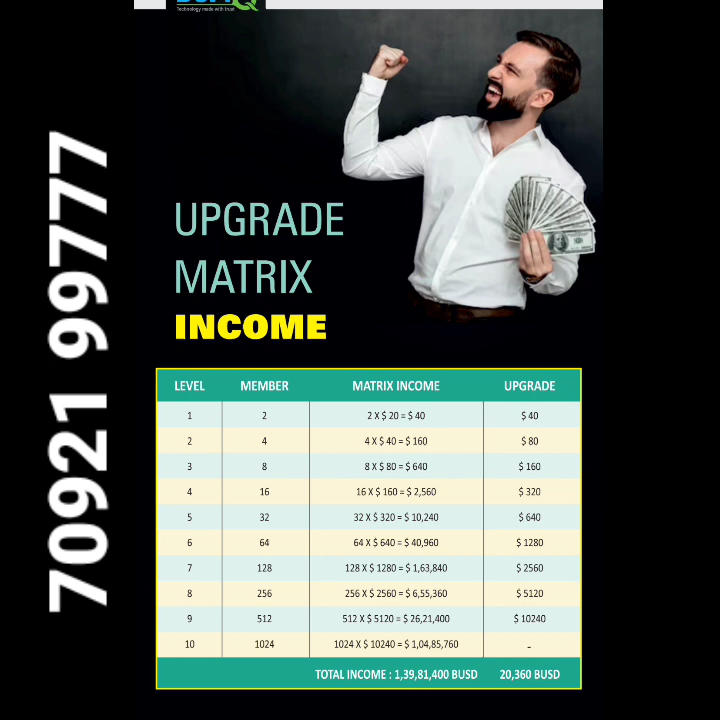 Technology made with trust
70921 99777
UPGRADE
MATRIX
INCOME
LEVEL MEMBER MATRIX INCOME UPGRADE
1 2 2 X $ 20 = $ 40 $ 40
2 4 4 X $ 40 = $ 160 $ 80
3 8 8 X $ 80 = $ 640 $ 160
4 16 16 X $ 160 = $ 2,560 $ 320
5 32 32 X $ 320 = $ 10,240 $ 640
6 64 64 X $ 640 = $ 40,960 $ 1280
7 128 128 X $ 1280 = $ 1,63,840 $ 2560
8 256 256 X $ 2560 = $ 6,55,360 $ 5120
9 512 512 X $ 5120 = $ 26,21,400 $ 10240
10 1024 1024 X $ 10240 = $ 1,04,85,760 -
TOTAL INCOME : 1,39,81,400 BUSD 20,360 BUSD